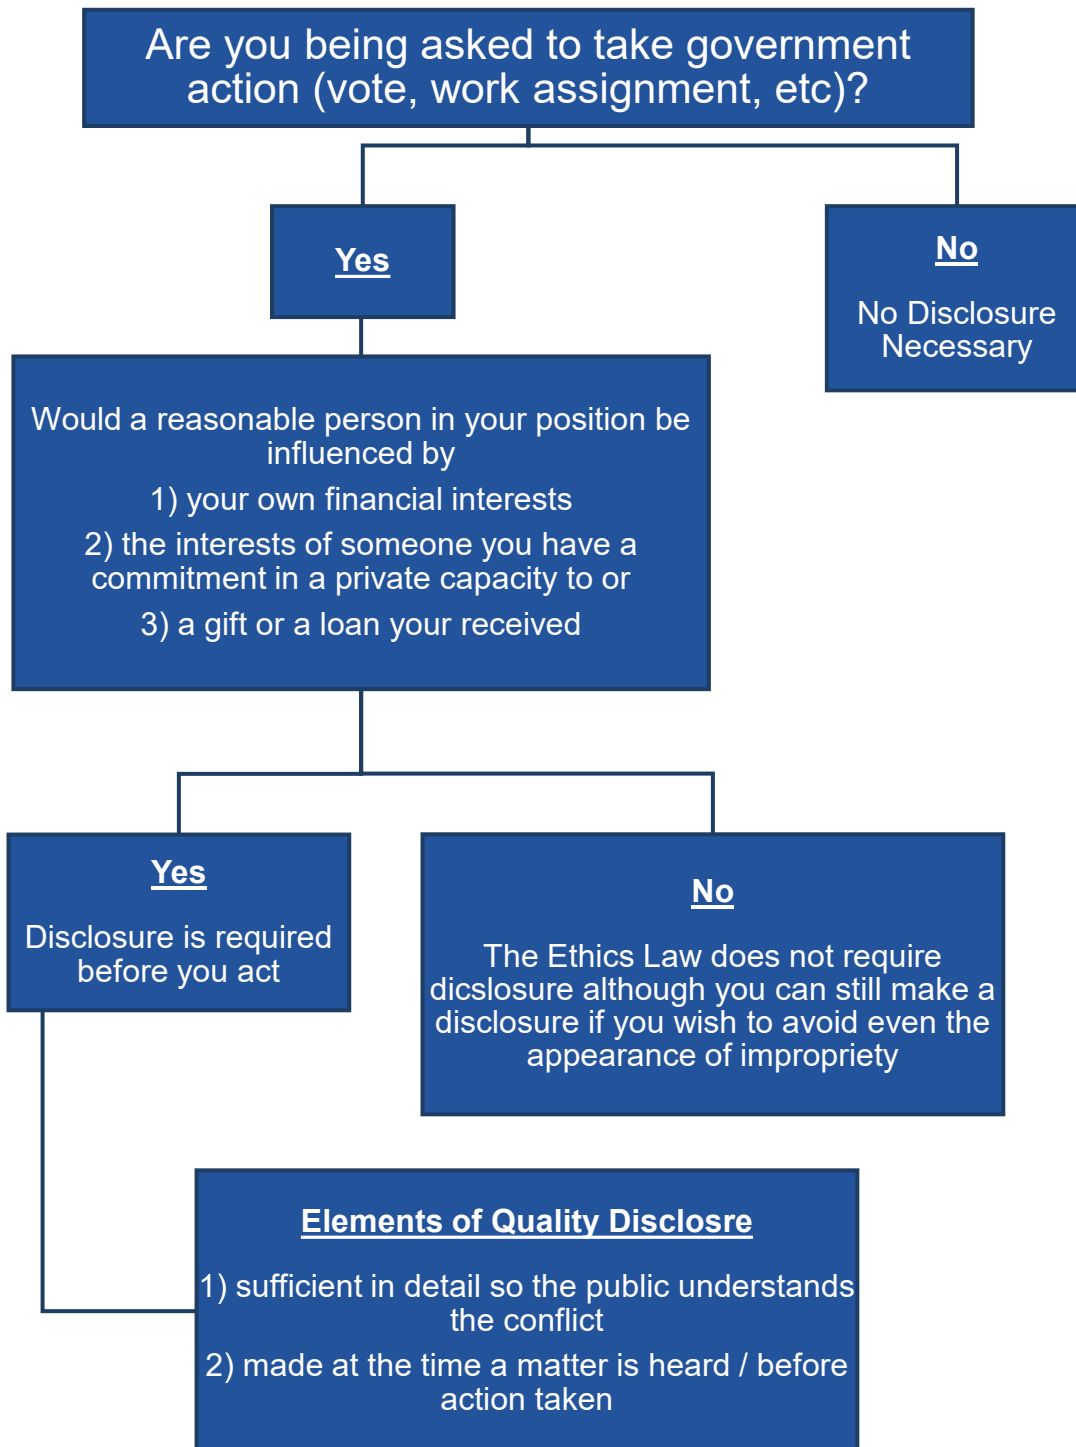 Are you being asked to take government
action (vote, work assignment, etc)?
Yes
No
No Disclosure
Necessary
Would a reasonable person in your position be
influenced by
1) your own financial interests
2) the interests of someone you have a
commitment in a private capacity to or
3) a gift or a loan your received
Yes
Disclosure is required
before you act
No
The Ethics Law does not require
dicslosure although you can still make a
disclosure if you wish to avoid even the
appearance of impropriety
Elements of Quality Disclosre
1) sufficient in detail so the public understands
the conflict
2) made at the time a matter is heard / before
action taken